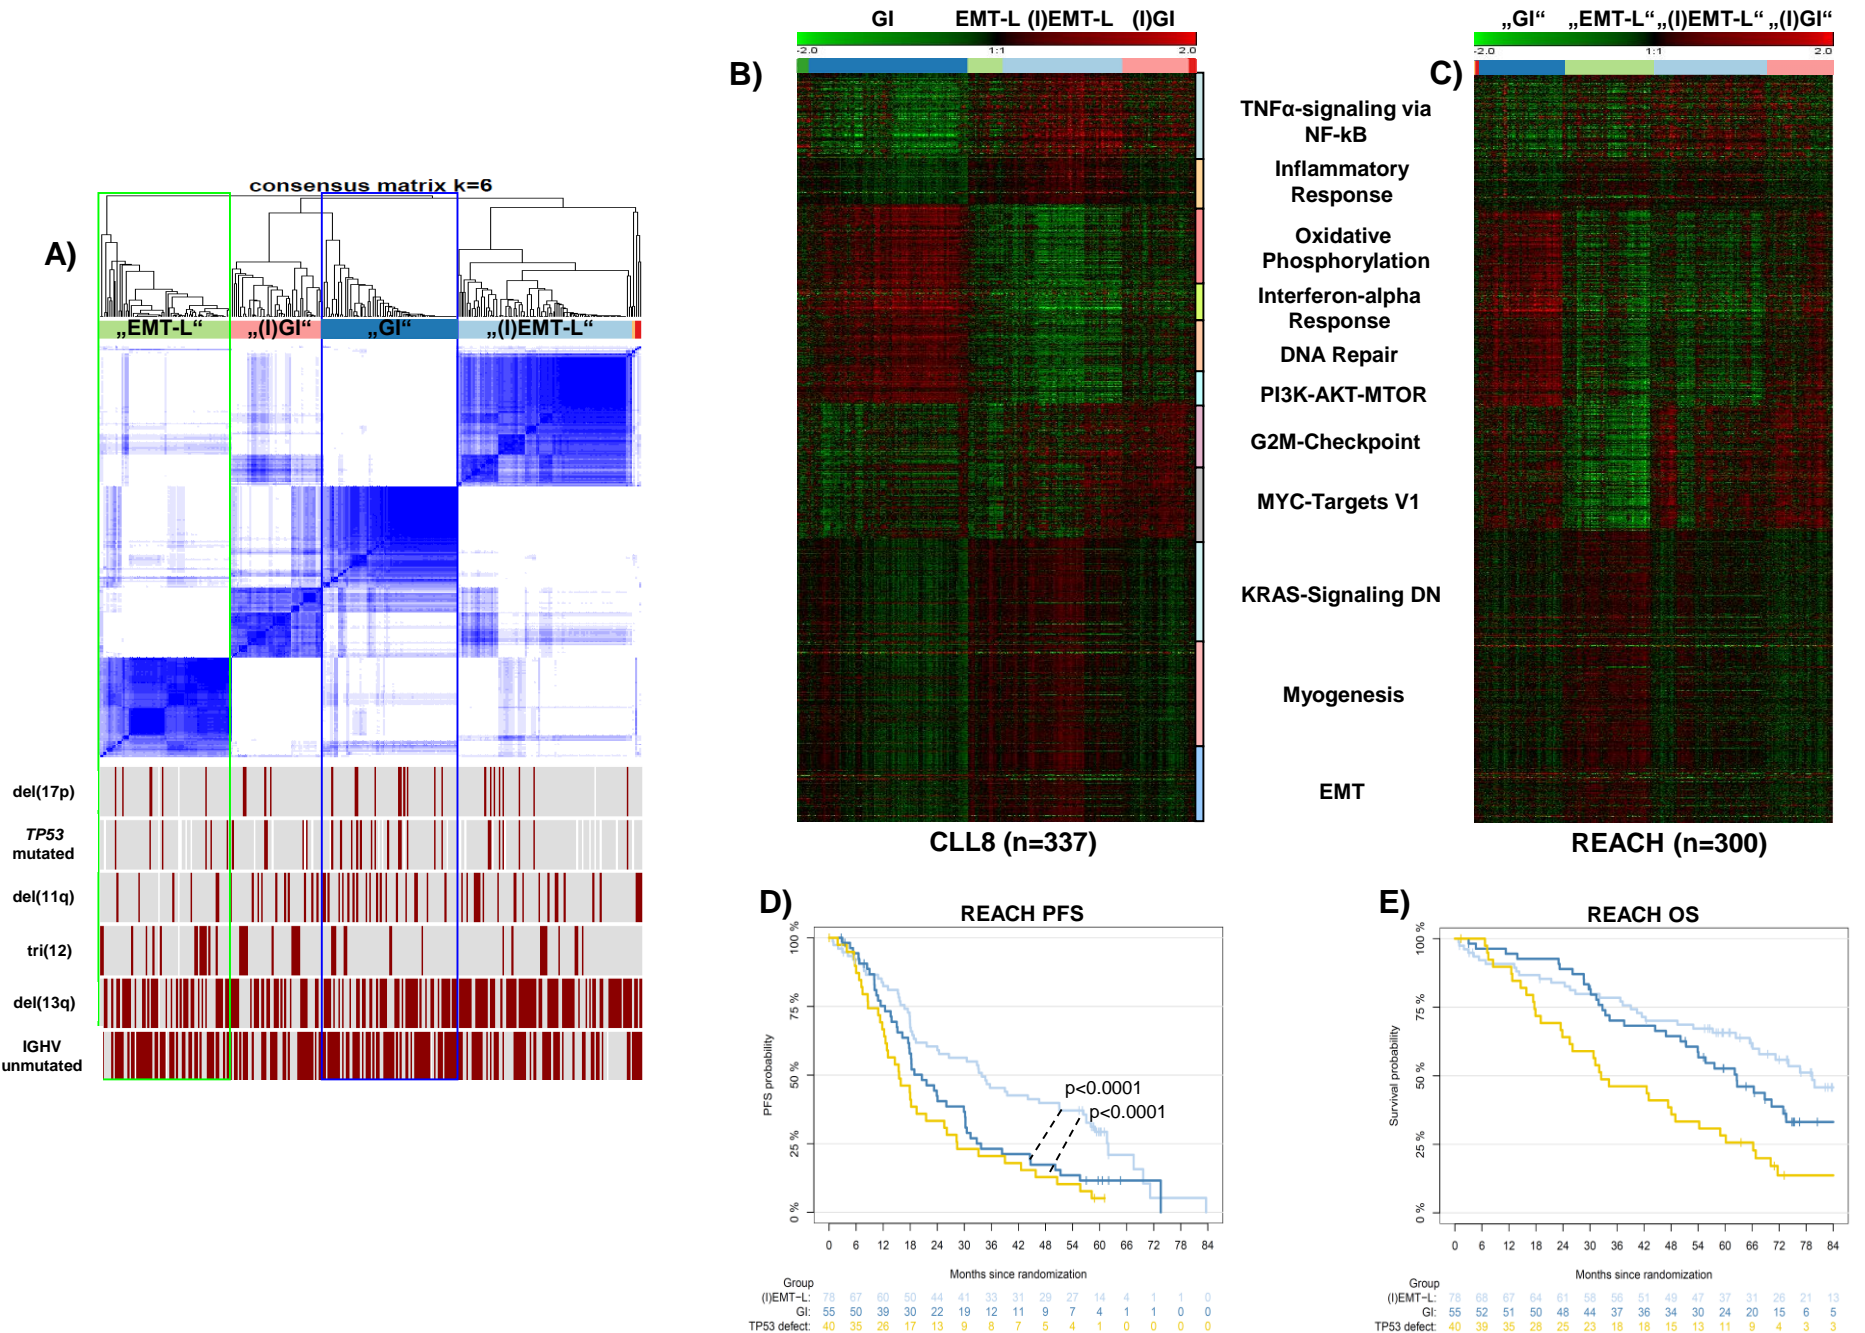 A)
consensus matrix k=6
„EMT-L“ „(I)GI“ „GI“ „(I)EMT-L“
del(17p)
TP53
mutated
del(11q)
tri(12)
del(13q)
IGHV
unmutated
B)
GI EMT-L (I)EMT-L (I)GI
-2.0 1:1 2.0
TNFα-signaling via
NF-kB
Inflammatory
Response
Oxidative
Phosphorylation
Interferon-alpha
Response
DNA Repair
PI3K-AKT-MTOR
G2M-Checkpoint
MYC-Targets V1
KRAS-Signaling DN
Myogenesis
EMT
CLL8 (n=337)
C)
„GI“ „EMT-L“ „(I)EMT-L“ „(I)GI“
-2.0 1:1 2.0
REACH (n=300)
D)
REACH PFS
PFS probability
100 %
75 %
50 %
25 %
0 %
p<0.0001
p<0.0001
0 6 12 18 24 30 36 42 48 54 60 66 72 78 84
Months since randomization
Group
(I)EMT-L: 78 67 60 50 44 41 33 31 29 27 14 4 1 1 0
GI: 55 50 39 30 22 19 12 11 9 7 4 1 1 0 0
TP53 defect: 40 35 26 17 13 9 8 7 5 4 1 0 0 0 0
E)
REACH OS
Survival probability
100 %
75 %
50 %
25 %
0 %
0 6 12 18 24 30 36 42 48 54 60 66 72 78 84
Months since randomization
Group
(I)EMT-L: 78 68 67 64 61 58 56 51 49 47 37 31 26 21 13
GI: 55 52 51 50 48 44 37 36 34 30 24 20 15 6 5
TP53 defect: 40 39 35 28 25 23 18 18 15 13 11 9 4 3 3